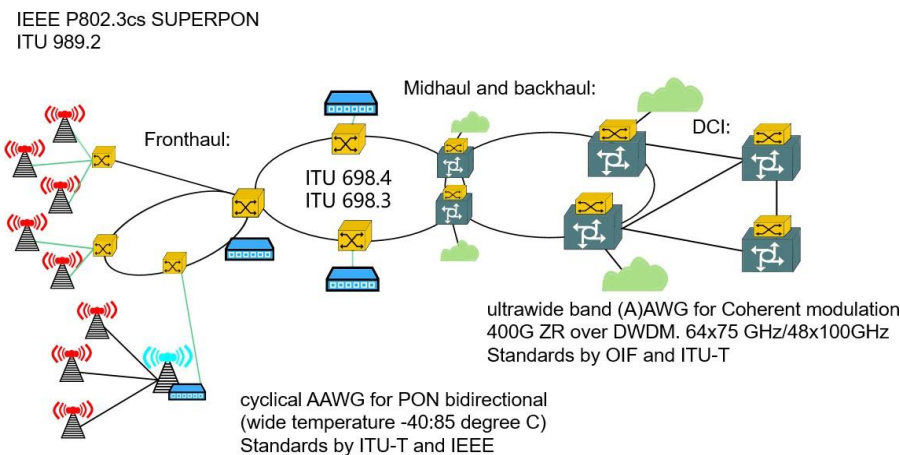 IEEE P802.3cs SUPERPON
ITU 989.2
Midhaul and backhaul:
Fronthaul:
DCI:
ITU 698.4
ITU 698.3
ultrawide band (A)AWG for Coherent modulation
400G ZR over DWDM. 64x75 GHz/48x100GHz
Standards by OIF and ITU-T
cyclical AAWG for PON bidirectional
(wide temperature -40:85 degree C)
Standards by ITU-T and IEEE